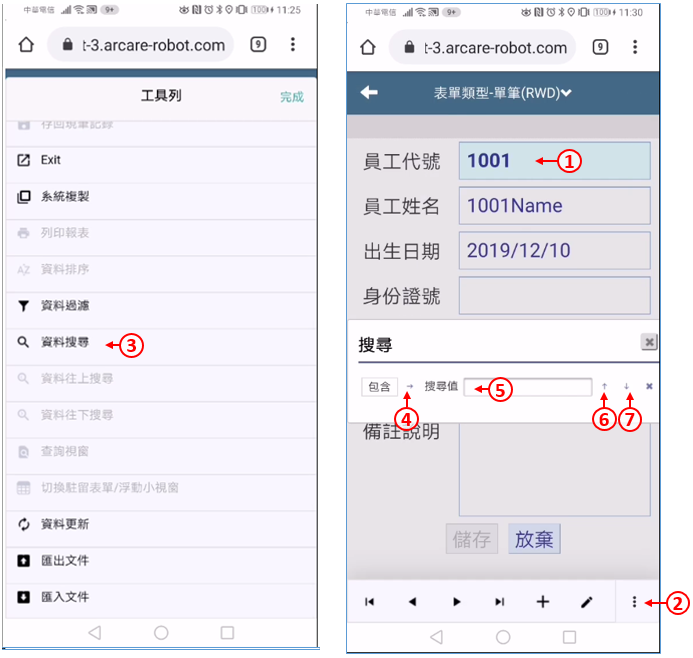 中華電信 9+ 100 11:25
t-3.arcare-robot.com 9
工具列 完成
存回現筆記錄
Exit
系統複製
列印報表
資料排序
資料過濾
資料搜尋 3
資料往上搜尋
資料往下搜尋
查詢視窗
切換駐留表單/浮動小視窗
資料更新
匯出文件
匯入文件
中華電信 9+ 100 11:30
t-3.arcare-robot.com 9
表單類型-單筆(RWD)
員工代號 1001 1
員工姓名 1001Name
出生日期 2019/12/10
身份證號
搜尋
包含 → 搜尋值 5 ↑ ↓
4 6 7
備註說明
儲存 放棄
2